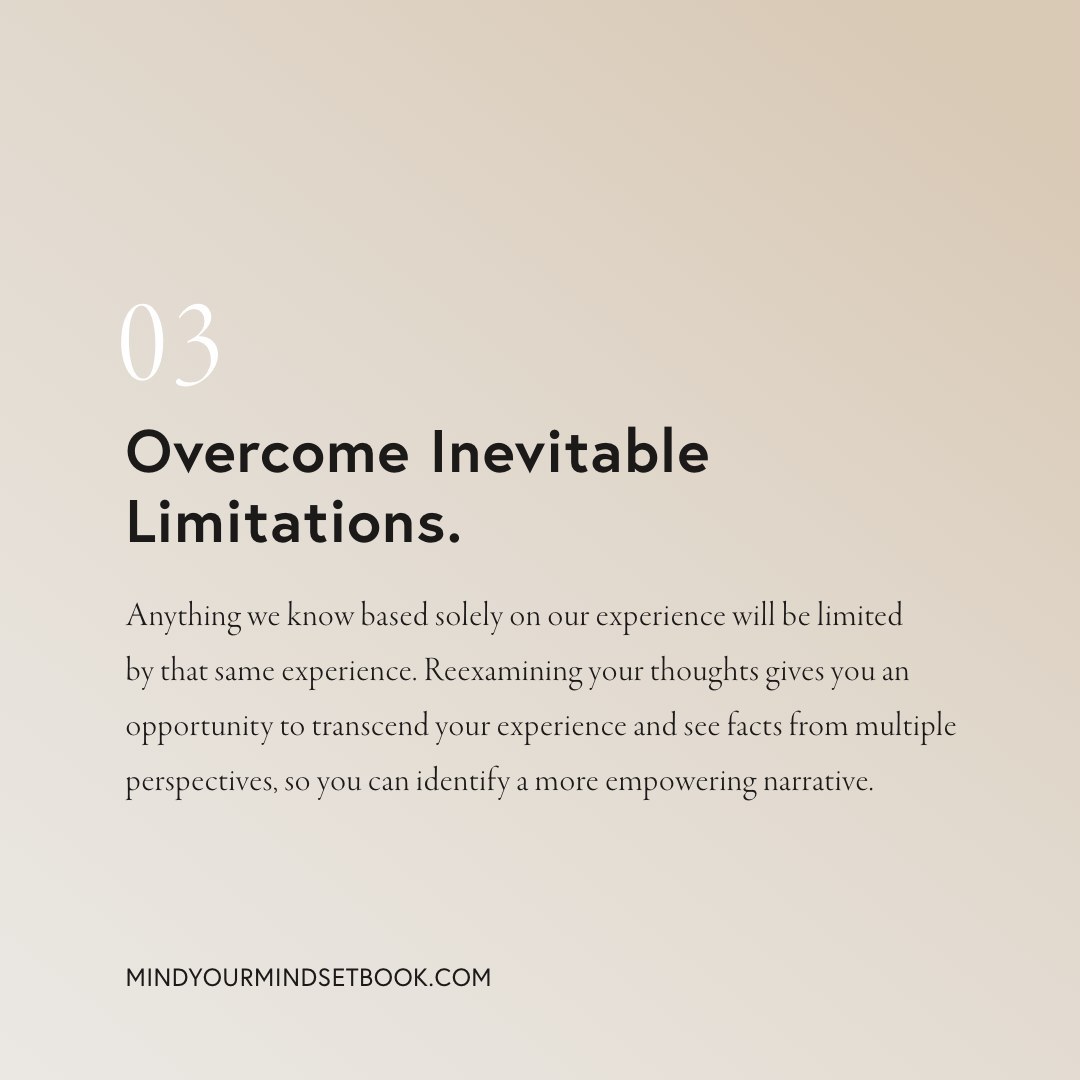 03
Overcome Inevitable
Limitations.
Anything we know based solely on our experience will be limited
by that same experience. Reexamining your thoughts gives you an
opportunity to transcend your experience and see facts from multiple
perspectives, so you can identify a more empowering narrative.
MINDYOURMINDSETBOOK.COM